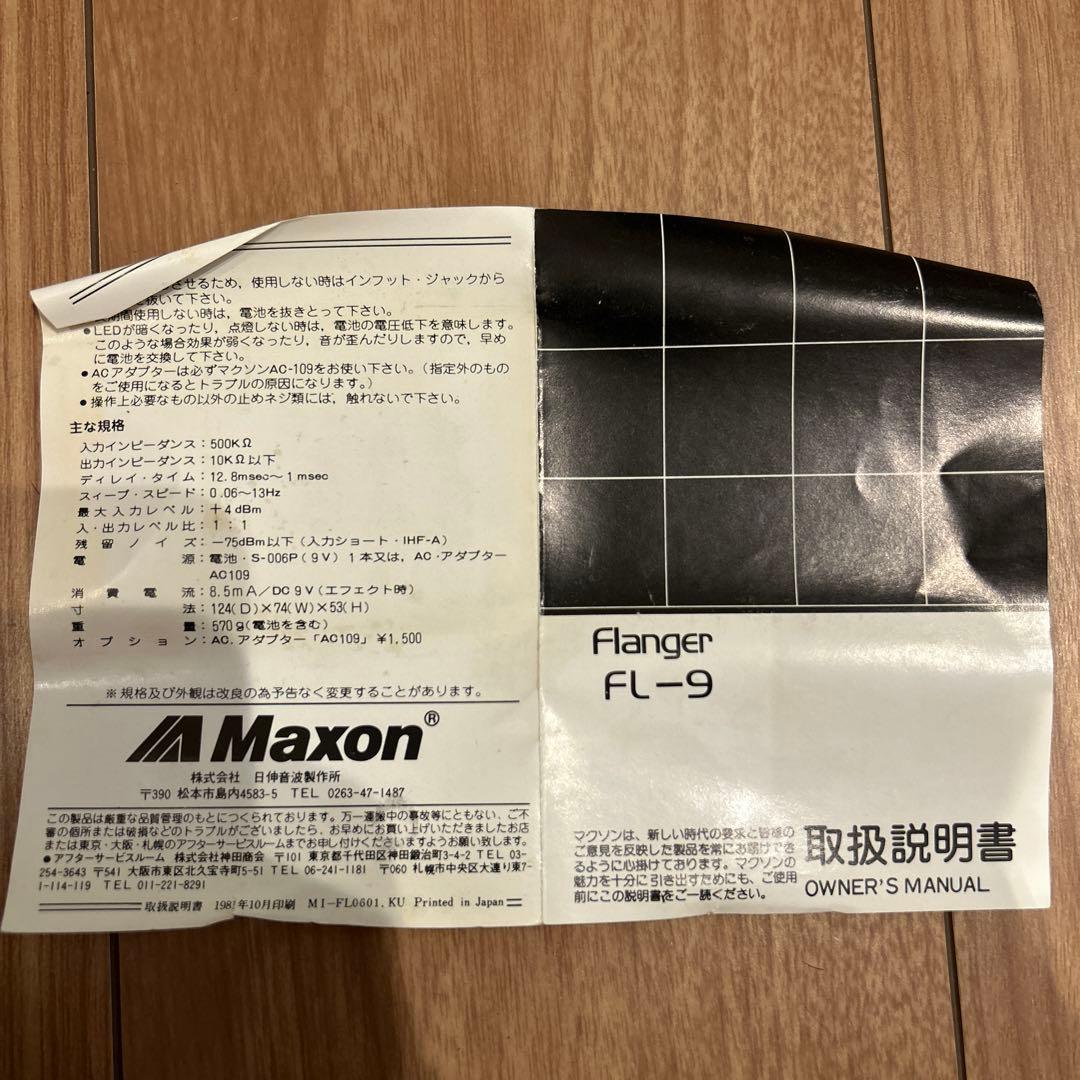 させるため，使用しない時はインフット・ジャックから
抜いて下さい。
期間使用しない時は，電池を抜きとって下さい。
●LEDが暗くなったり，点燈しない時は，電池の電圧低下を意味します。
このような場合効果が弱くなったり，音が歪んだりしますので，早め
に電池を交換して下さい。
●ACアダプターは必ずマクソンAC-109をお使い下さい。（指定外のもの
をご使用になるとトラブルの原因になります。）
●操作上必要なもの以外の止めネジ類には，触れないで下さい。
主な規格
入力インピーダンス：500KΩ
出力インピーダンス：10KΩ以下
ディレイ・タイム：12.8msec〜1msec
スィープ・スピード：0.06〜13Hz
最大入力レベル：＋4dBm
入・出力レベル比：1：1
残留ノイズ：−75dBm以下（入力ショート・IHF-A）
電源：電池・S-006P（9V）1本又は，AC・アダプター
AC109
消費電流：8.5mA／DC9V（エフェクト時）
寸法：124(D)×74(W)×53(H)
重量：570g（電池を含む）
オプション：AC.アダプター「AC109」¥1,500
※規格及び外観は改良の為予告なく変更することがあります。
Maxon®
株式会社 日伸音波製作所
〒390 松本市島内4583-5 TEL 0263-47-1487
この製品は厳重な品質管理のもとにつくられております。万一運搬中の事故等にともない、ご不
審の個所または破損などのトラブルがございましたら、お早めにお買い上げいただきましたお店
または東京・大阪・札幌のアフターサービスルームまでお申し付けくださいますようお願い致します。
●アフターサービスルーム 株式会社神田商会 〒101 東京都千代田区神田鍛治町3-4-2 TEL 03-
254-3643 〒541 大阪市東区北久宝寺町5-51 TEL 06-241-1181 〒060 札幌市中央区大通り東7-
1-114-119 TEL 011-221-8291
取扱説明書 年10月印刷 MI-FL0601, KU Printed in Japan
Flanger
FL-9
マクソンは、新しい時代の要求と皆様の
ご意見を反映した製品を常にお届けでき
るように心掛けております。マクソンの
魅力を十分に引き出すためにも、ご使用
前にこの説明書をご一読ください。
取扱説明書
OWNER'S MANUAL